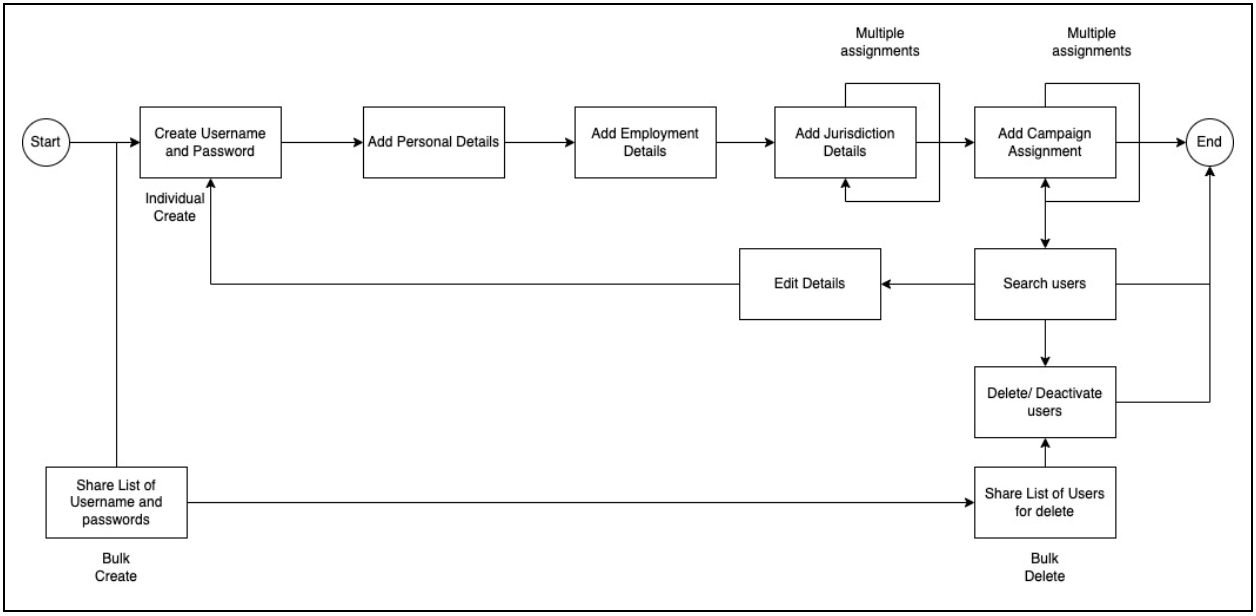 Multiple
assignments
Multiple
assignments
Start
Create Username
and Password
Add Personal Details
Add Employment
Details
Add Jurisdiction
Details
Add Campaign
Assignment
End
Individual
Create
Edit Details
Search users
Delete/ Deactivate
users
Share List of
Username and
passwords
Share List of Users
for delete
Bulk
Create
Bulk
Delete